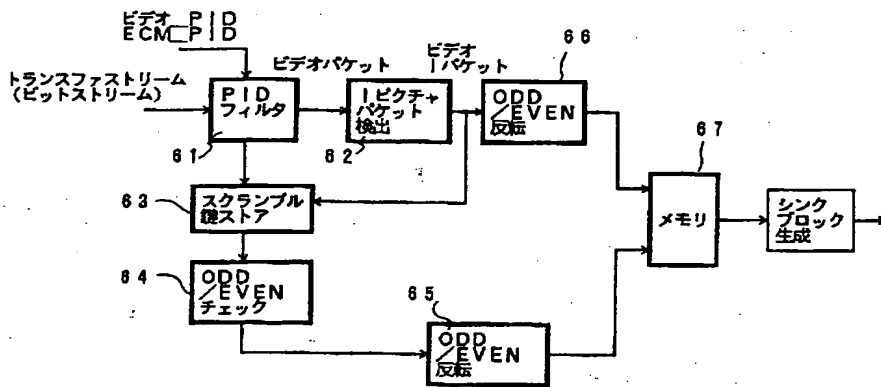 ビデオ_PID
ECM_PID
トランスファストリーム
(ビットストリーム)
PID
フィルタ
61
ビデオパケット
Iピクチャ
パケット
検出
62
ビデオ
Iパケット
ODD
/EVEN
反転
66
67
メモリ
シンク
ブロック
生成
63
スクランブル
鍵ストア
64
ODD
/EVEN
チェック
65
ODD
/EVEN
反転